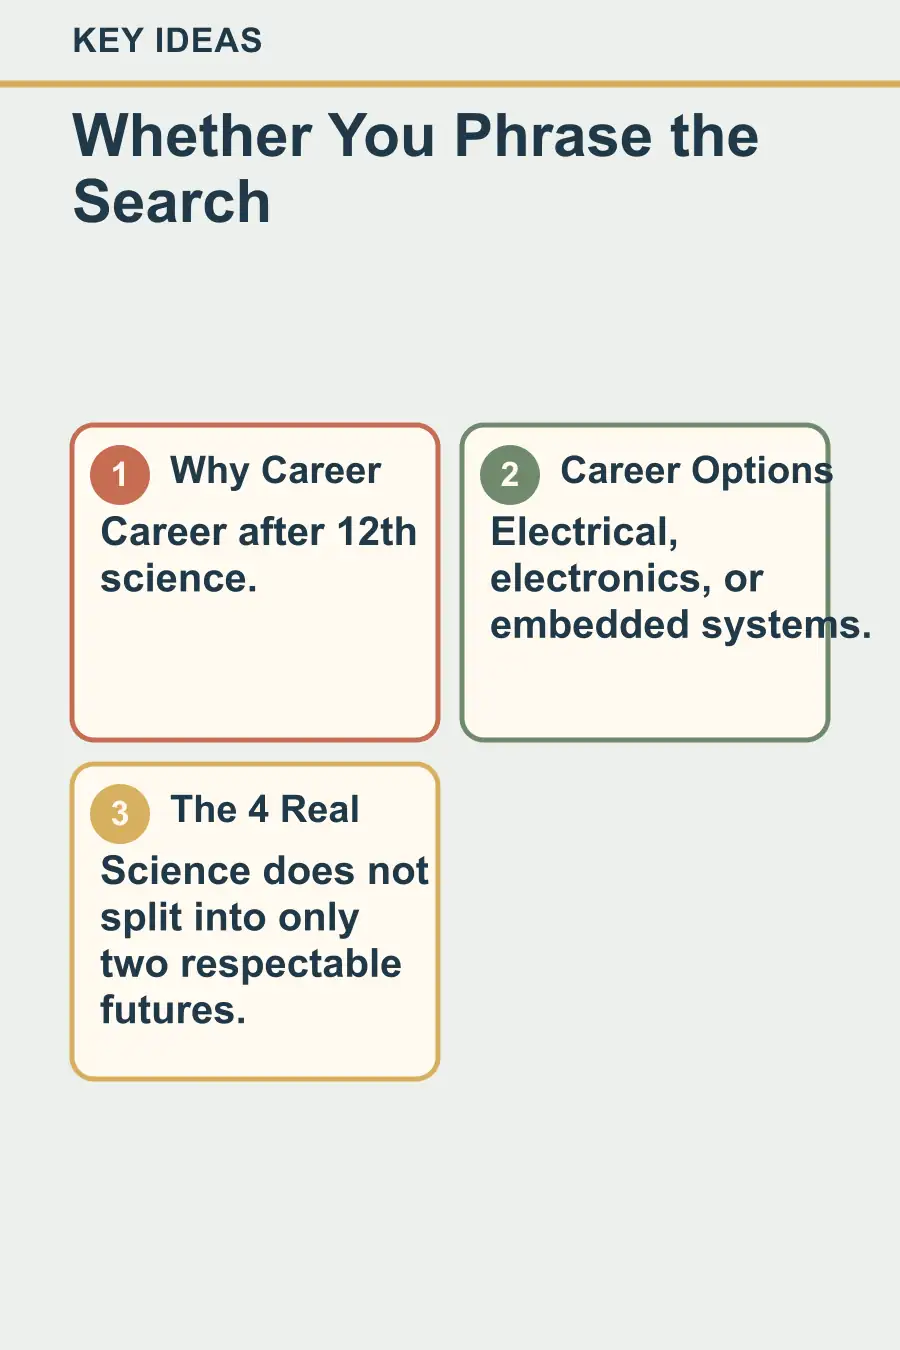 KEY IDEAS
Whether You Phrase the
Search
1 Why Career
Career after 12th
science.
2 Career Options
Electrical,
electronics, or
embedded systems.
3 The 4 Real
Science does not
split into only
two respectable
futures.